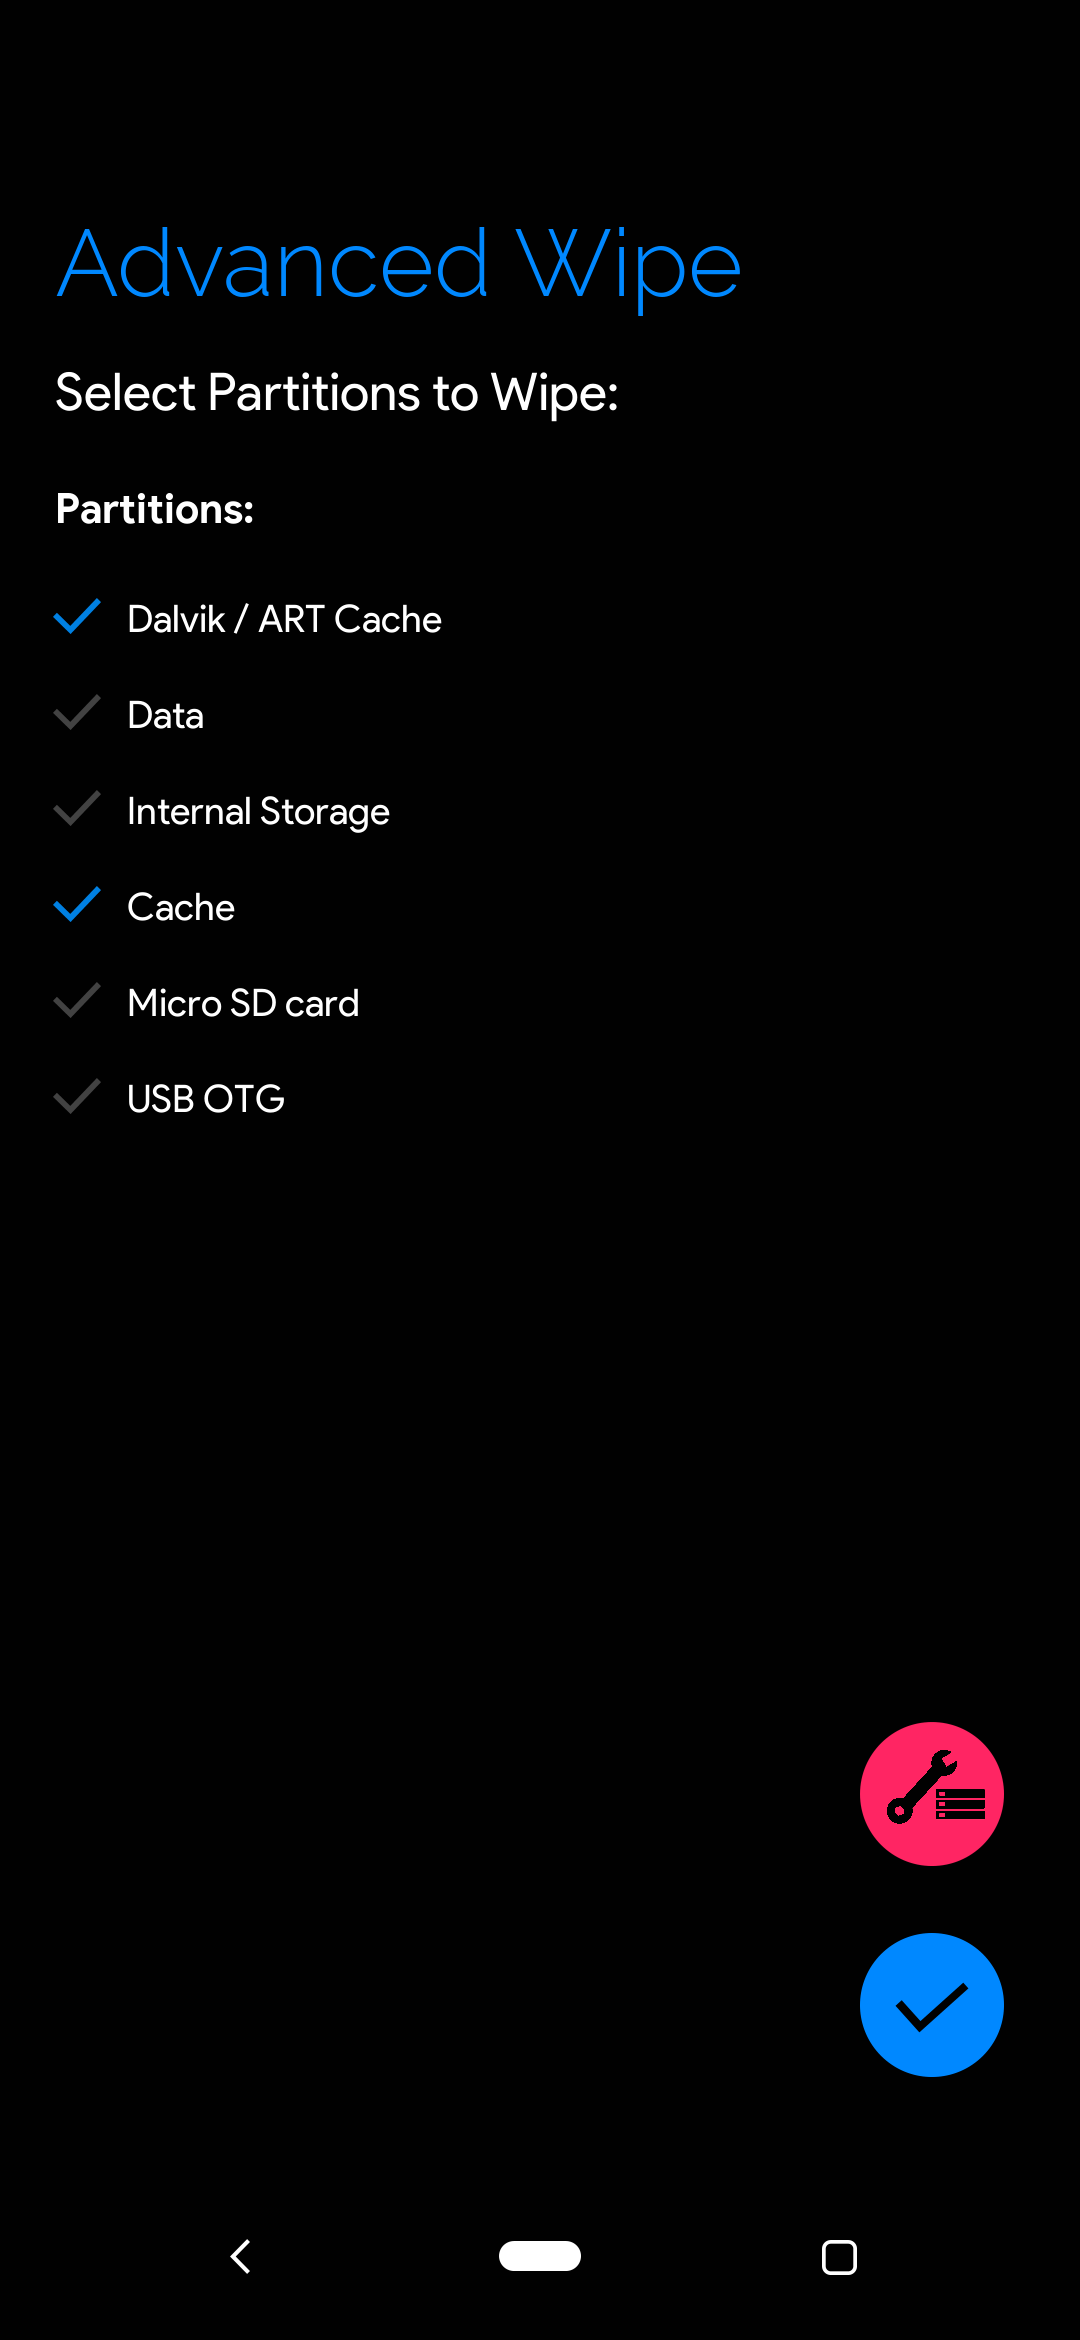 Advanced Wipe
Select Partitions to Wipe:
Partitions:
Dalvik / ART Cache
Data
Internal Storage
Cache
Micro SD card
USB OTG